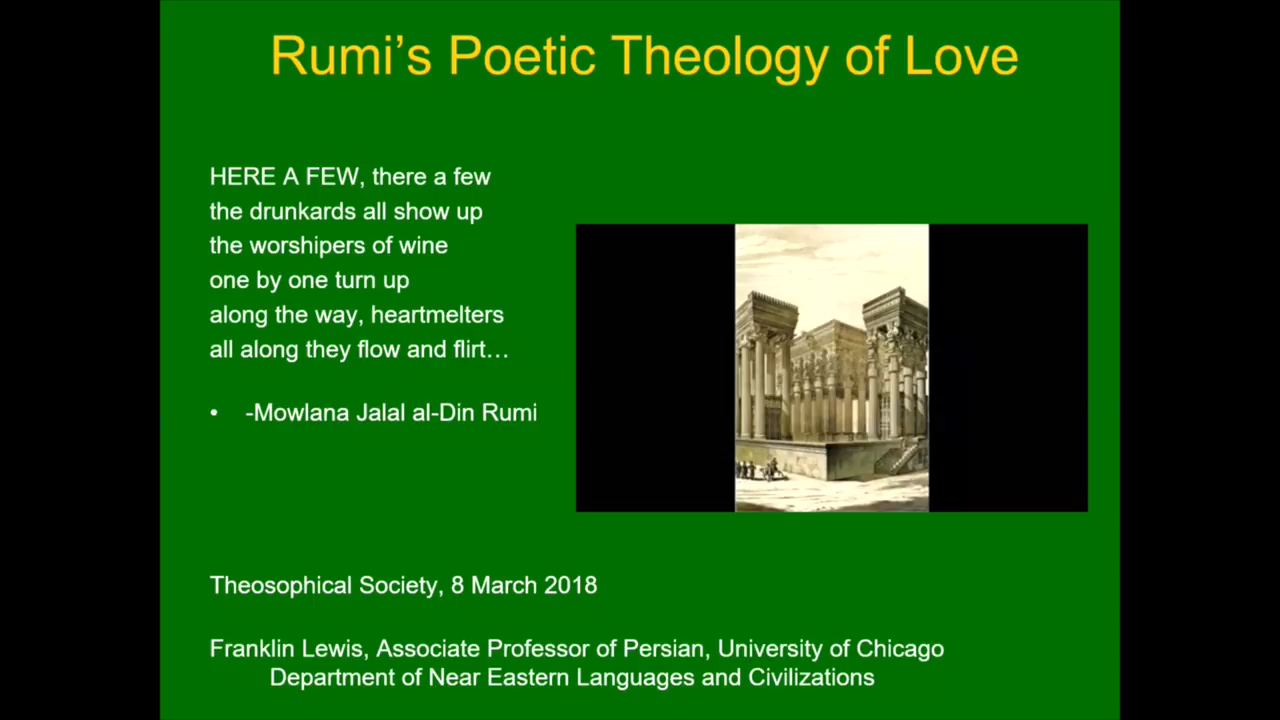 Rumi's Poetic Theology of Love
HERE A FEW, there a few
the drunkards all show up
the worshipers of wine
one by one turn up
along the way, heartmelters
all along they flow and flirt…
• -Mowlana Jalal al-Din Rumi
Theosophical Society, 8 March 2018
Franklin Lewis, Associate Professor of Persian, University of Chicago
Department of Near Eastern Languages and Civilizations